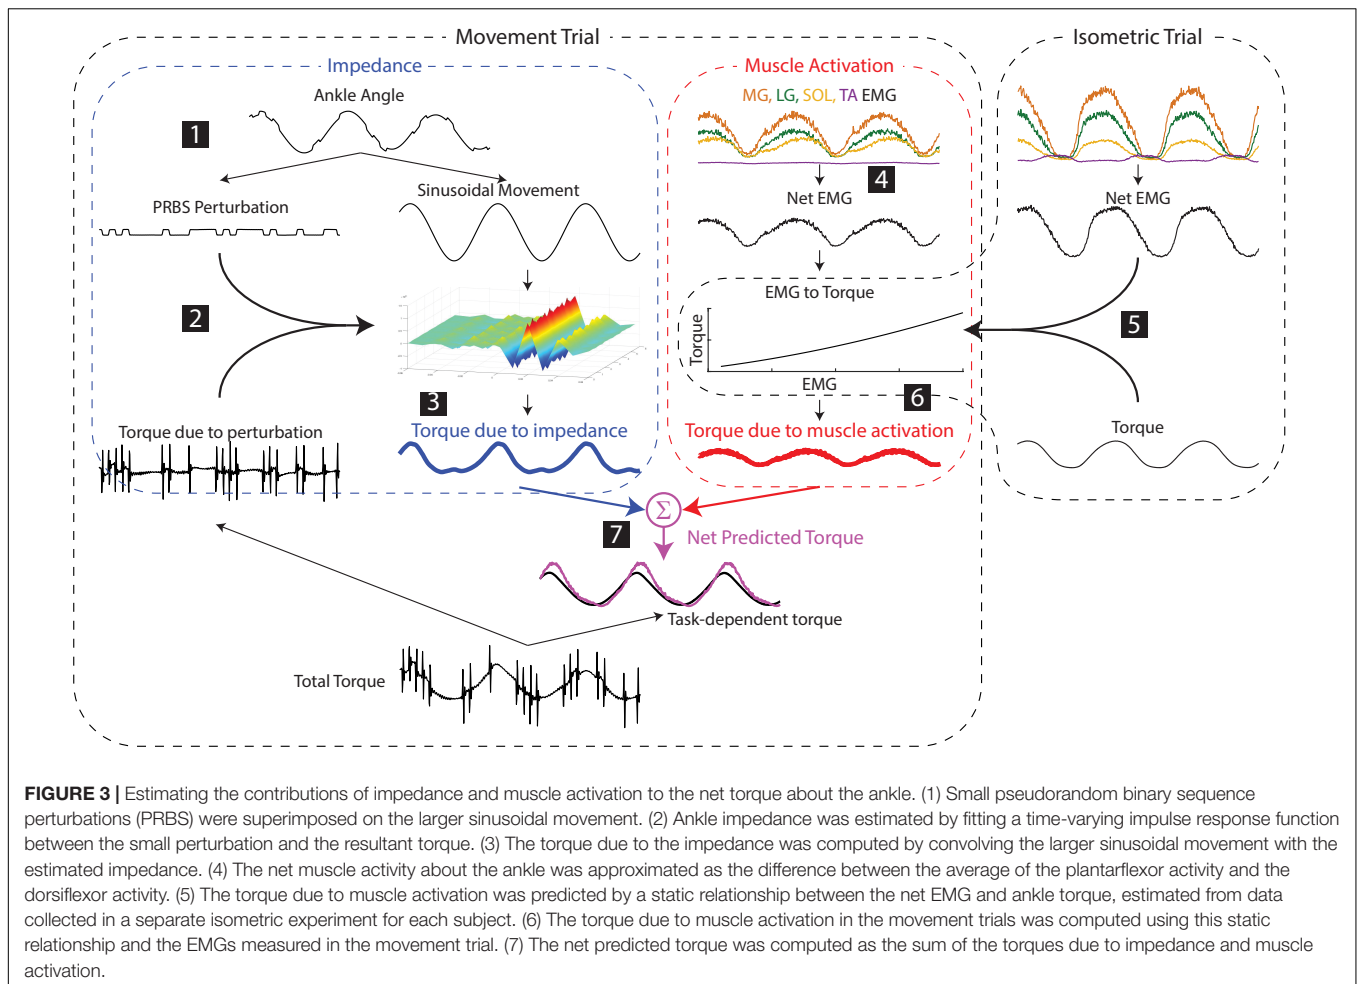 Movement Trial
Isometric Trial
Impedance
Muscle Activation
Ankle Angle
MG, LG, SOL, TA EMG
1
4
Sinusoidal Movement
PRBS Perturbation
Net EMG
Net EMG
2
EMG to Torque
Torque
5
EMG
3
6
Torque due to perturbation
Torque due to impedance
Torque due to muscle activation
Torque
Σ
7
Net Predicted Torque
Task-dependent torque
Total Torque
FIGURE 3 | Estimating the contributions of impedance and muscle activation to the net torque about the ankle. (1) Small pseudorandom binary sequence
perturbations (PRBS) were superimposed on the larger sinusoidal movement. (2) Ankle impedance was estimated by fitting a time-varying impulse response function
between the small perturbation and the resultant torque. (3) The torque due to the impedance was computed by convolving the larger sinusoidal movement with the
estimated impedance. (4) The net muscle activity about the ankle was approximated as the difference between the average of the plantarflexor activity and the
dorsiflexor activity. (5) The torque due to muscle activation was predicted by a static relationship between the net EMG and ankle torque, estimated from data
collected in a separate isometric experiment for each subject. (6) The torque due to muscle activation in the movement trials was computed using this static
relationship and the EMGs measured in the movement trial. (7) The net predicted torque was computed as the sum of the torques due to impedance and muscle
activation.